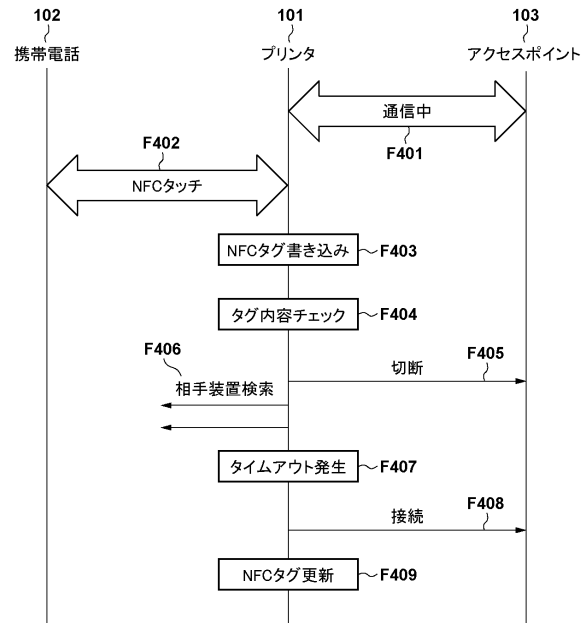 102
101
103
携帯電話
プリンタ
アクセスポイント
通信中
F401
F402
NFCタッチ
NFCタグ書き込み
F403
タグ内容チェック
F404
F405
切断
F406
相手装置検索
タイムアウト発生
F407
接続
F408
NFCタグ更新
F409